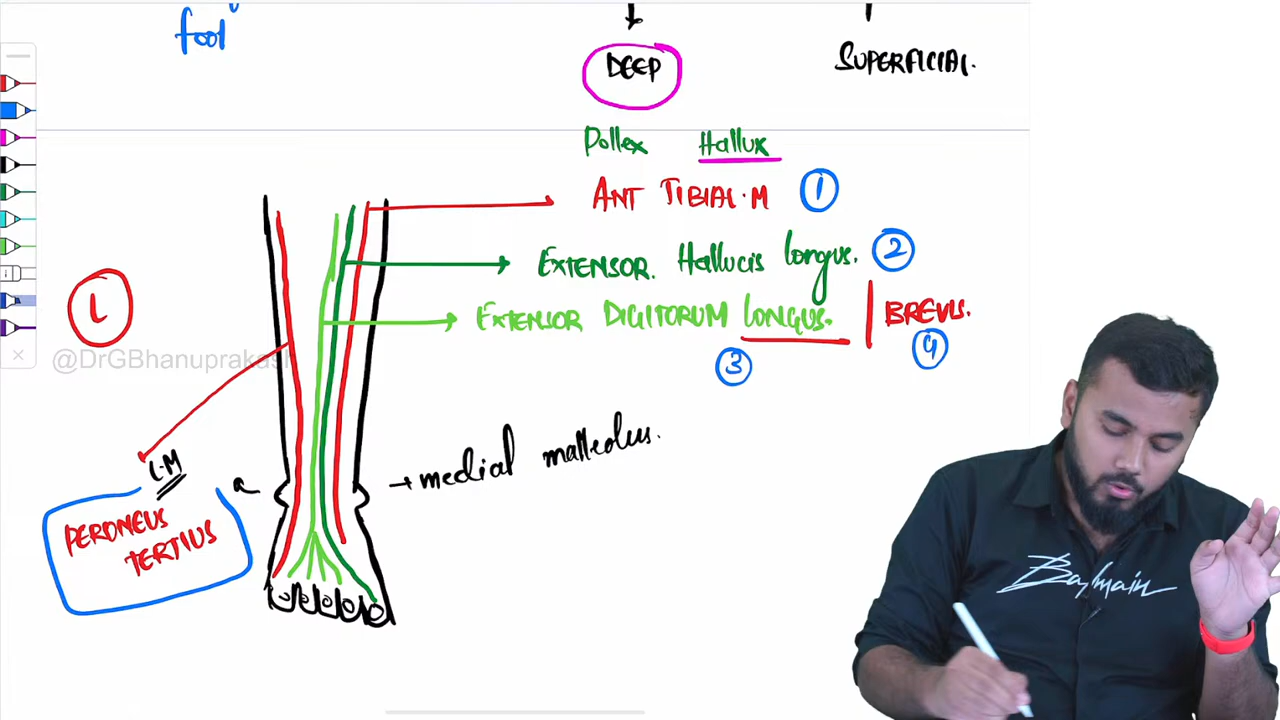 foot
DEEP
SUPERFICIAL.
Pollex Hallux
ANT TIBIAL.M 1
EXTENSOR. Hallucis longus. 2
EXTENSOR DIGITORUM LONGUS. | BREVIS.
3 4
L
@DrGBhanuprakash
L.M
→ medial malleolus.
PERONEUS
TERTIUS
Balmain